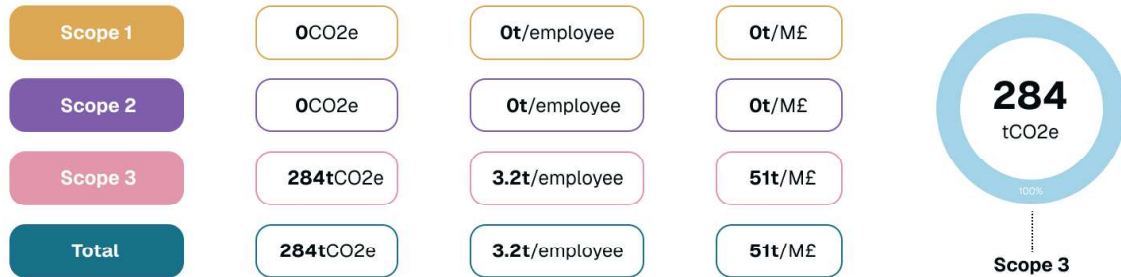 Scope 1 0CO2e 0t/employee 0t/M£
Scope 2 0CO2e 0t/employee 0t/M£
Scope 3 284tCO2e 3.2t/employee 51t/M£
Total 284tCO2e 3.2t/employee 51t/M£
284
tCO2e
100%
Scope 3